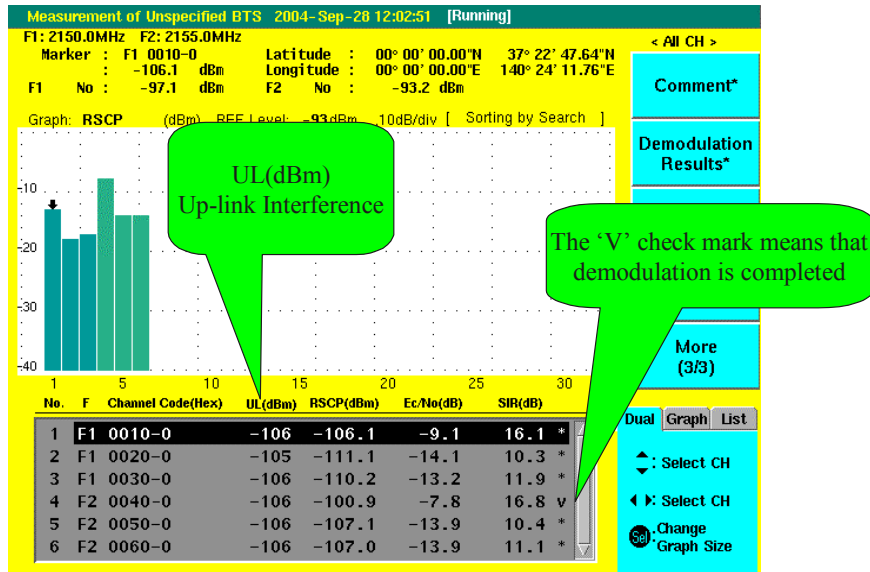 Measurement of Unspecified BTS 2004-Sep-28 12:02:51 [Running]
F1: 2150.0MHz F2: 2155.0MHz
Marker : F1 0010-0 Latitude : 00° 00' 00.00"N 37° 22' 47.64"N
: -106.1 dBm Longitude : 00° 00' 00.00"E 140° 24' 11.76"E
F1 No : -97.1 dBm F2 No : -93.2 dBm
Graph: RSCP (dBm) REF Level: -93dBm 10dB/div [ Sorting by Search ]
-10
-20
-30
-40
1 5 10 15 20 25 30
UL(dBm)
Up-link Interference
The ‘V’ check mark means that
demodulation is completed
No. F Channel Code(Hex) UL(dBm) RSCP(dBm) Ec/No(dB) SIR(dB)
1 F1 0010-0 -106 -106.1 -9.1 16.1 *
2 F1 0020-0 -105 -111.1 -14.1 10.3 *
3 F1 0030-0 -106 -110.2 -13.2 11.9 *
4 F2 0040-0 -106 -100.9 -7.8 16.8 v
5 F2 0050-0 -106 -107.1 -13.9 10.4 *
6 F2 0060-0 -106 -107.0 -13.9 11.1 *
< All CH >
Comment*
Demodulation
Results*
More
(3/3)
Dual Graph List
: Select CH
: Select CH
Sel :Change
Graph Size